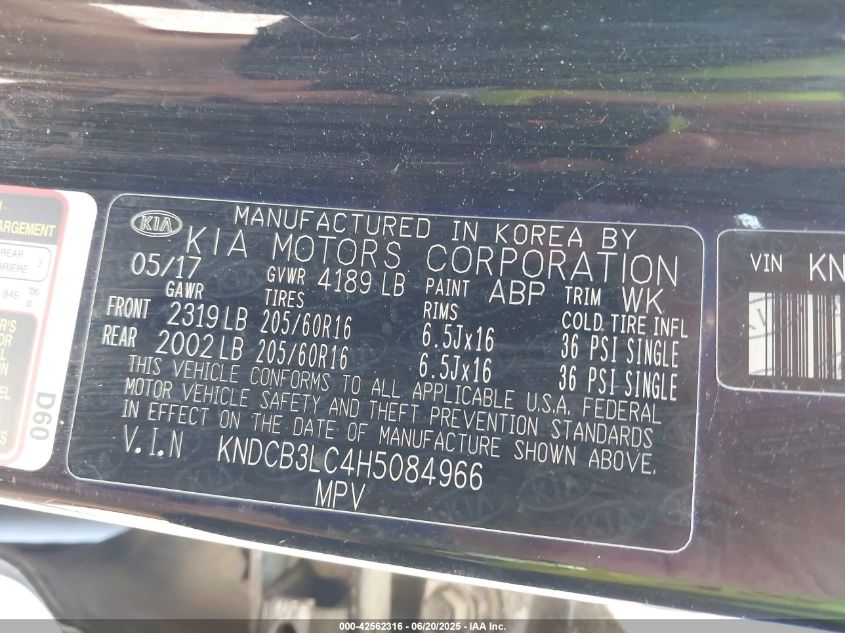 KIA
MANUFACTURED IN KOREA BY
KIA MOTORS CORPORATION
05/17 GVWR 4189 LB PAINT ABP TRIM WK
GAWR TIRES RIMS COLD TIRE INFL
FRONT 2319 LB 205/60R16 6.5Jx16 36 PSI SINGLE
REAR 2002 LB 205/60R16 6.5Jx16 36 PSI SINGLE
THIS VEHICLE CONFORMS TO ALL APPLICABLE U.S.A. FEDERAL
MOTOR VEHICLE SAFETY AND THEFT PREVENTION STANDARDS
IN EFFECT ON THE DATE OF MANUFACTURE SHOWN ABOVE.
V.I.N KNDCB3LC4H5084966
MPV
ARGEMENT
REAR
RRIERE
849
D60
VIN KN
000-42562316 - 06/20/2025 - IAA Inc.